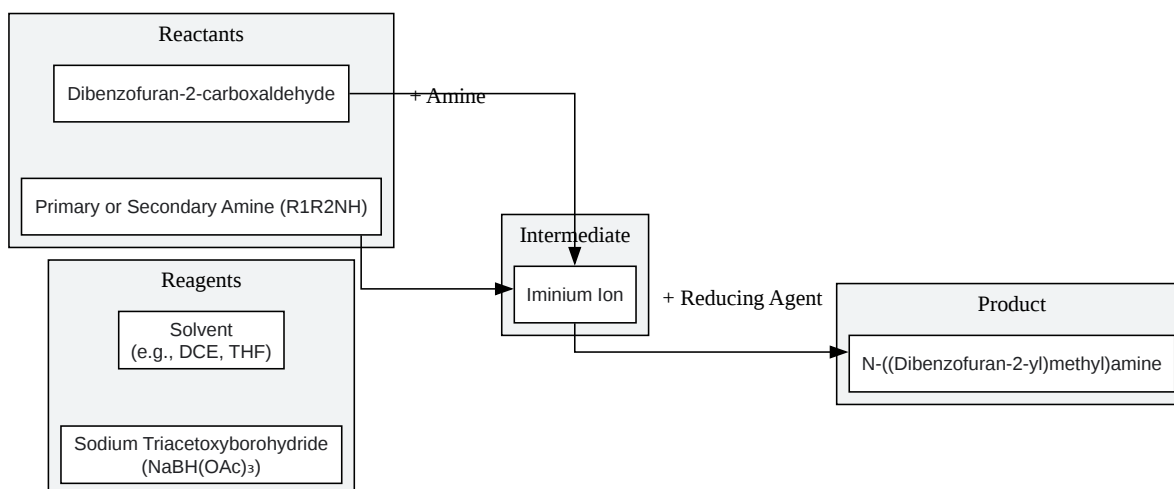 Reactants
Dibenzofuran-2-carboxaldehyde
+ Amine
Primary or Secondary Amine (R1R2NH)
Intermediate
Iminium Ion
Reagents
Solvent
(e.g., DCE, THF)
Sodium Triacetoxyborohydride
(NaBH(OAc)₃)
+ Reducing Agent
Product
N-((Dibenzofuran-2-yl)methyl)amine